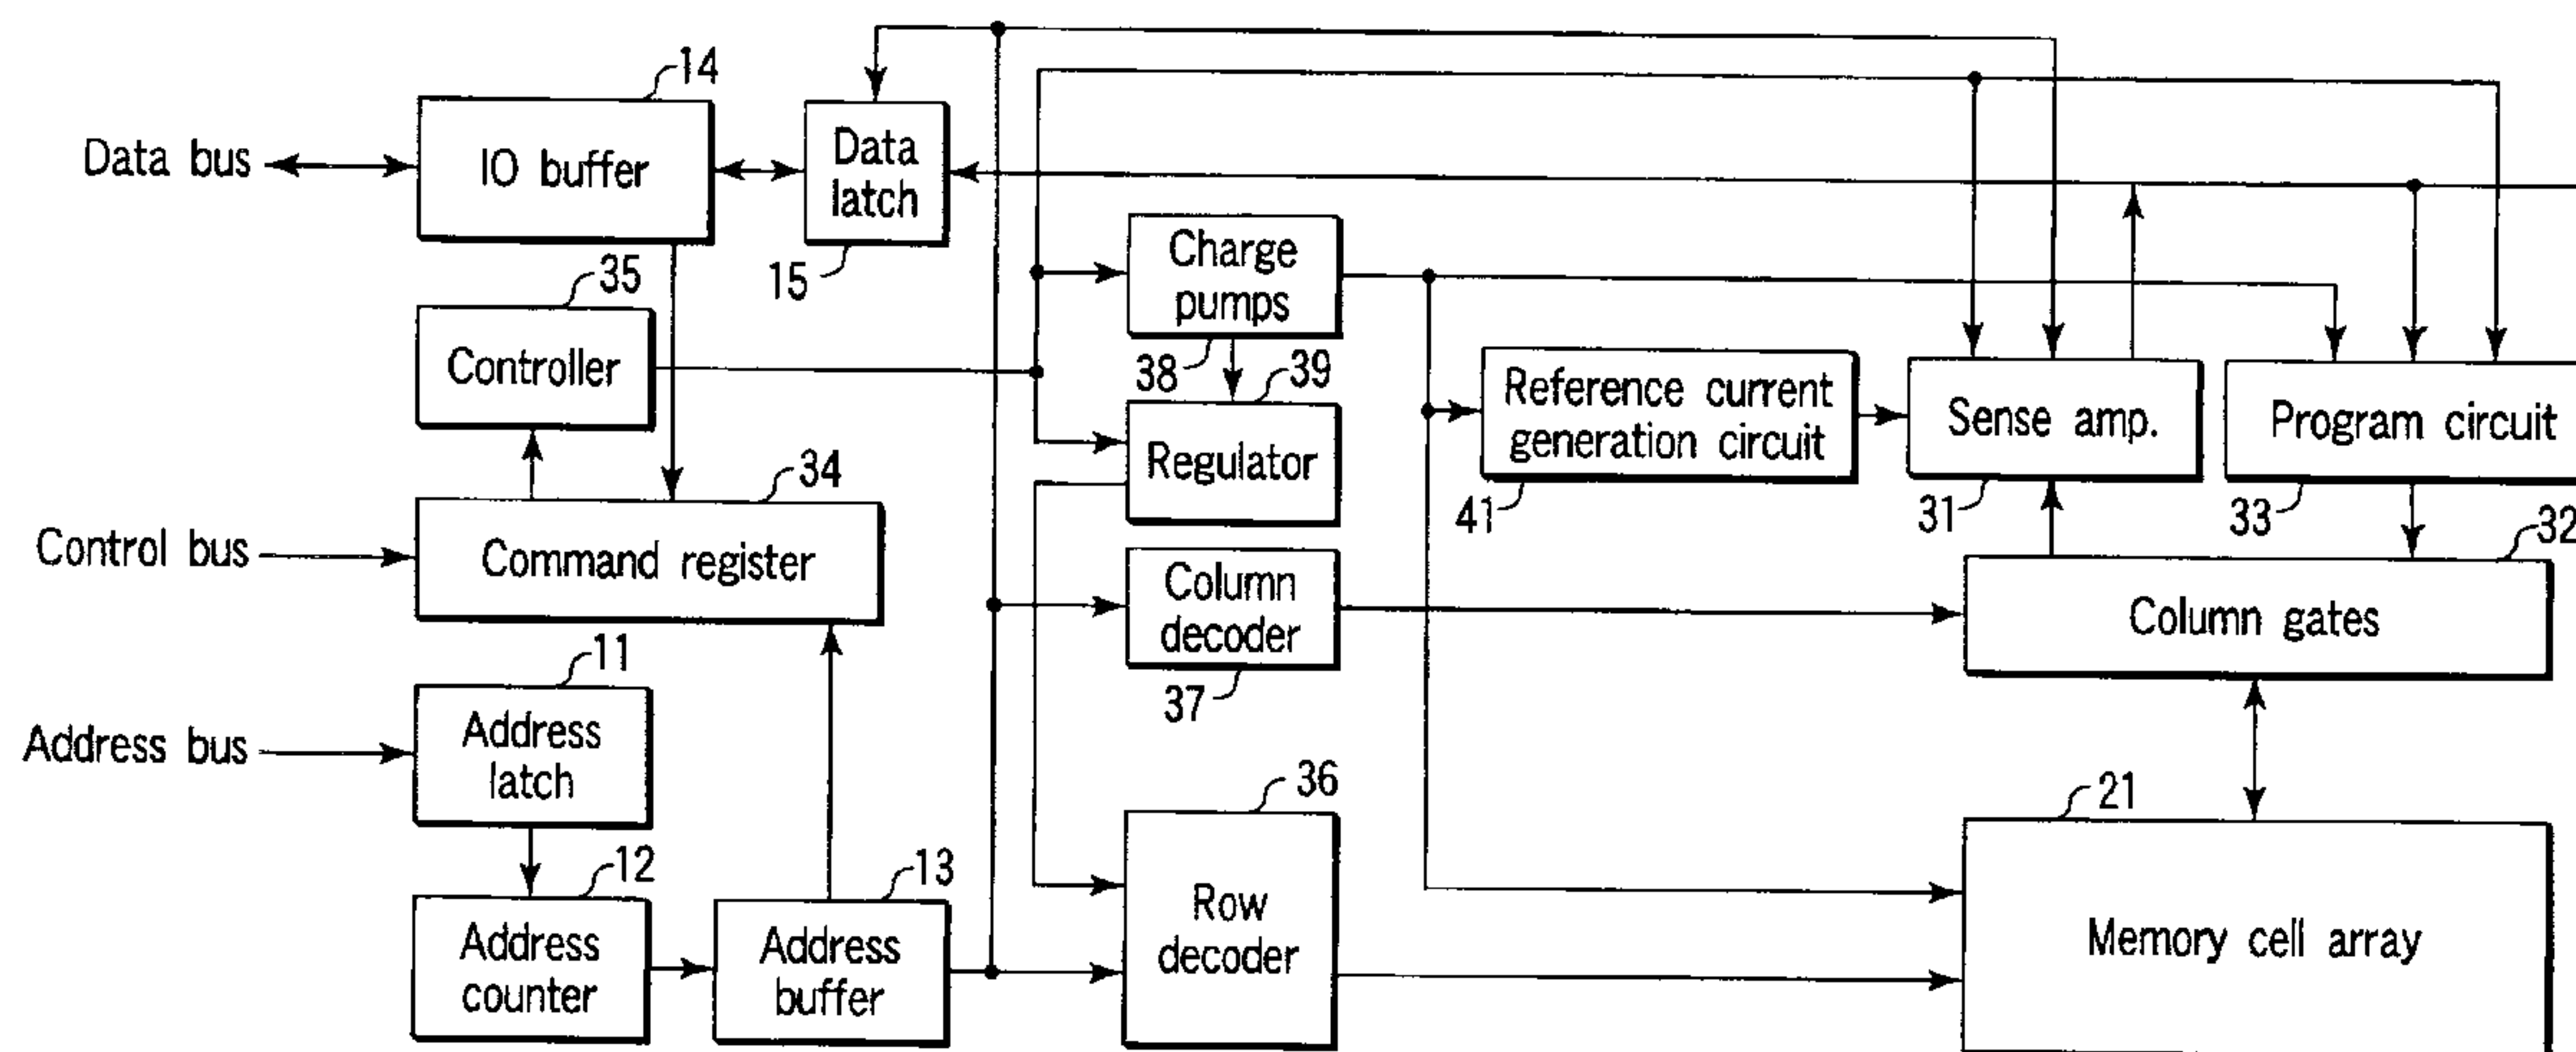 14
Data bus
IO buffer
Data
latch
15
35
Controller
Charge
pumps
38
39
Regulator
Reference current
generation circuit
41
Sense amp.
31
Program circuit
33
34
Control bus
Command register
Column
decoder
37
32
Column gates
11
Address bus
Address
latch
12
Address
counter
13
Address
buffer
36
Row
decoder
21
Memory cell array